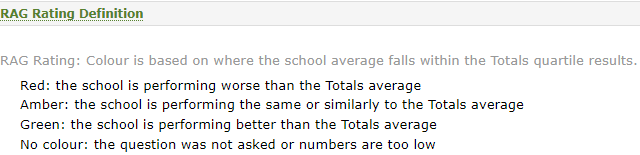 RAG Rating Definition
RAG Rating: Colour is based on where the school average falls within the Totals quartile results.
Red: the school is performing worse than the Totals average
Amber: the school is performing the same or similarly to the Totals average
Green: the school is performing better than the Totals average
No colour: the question was not asked or numbers are too low